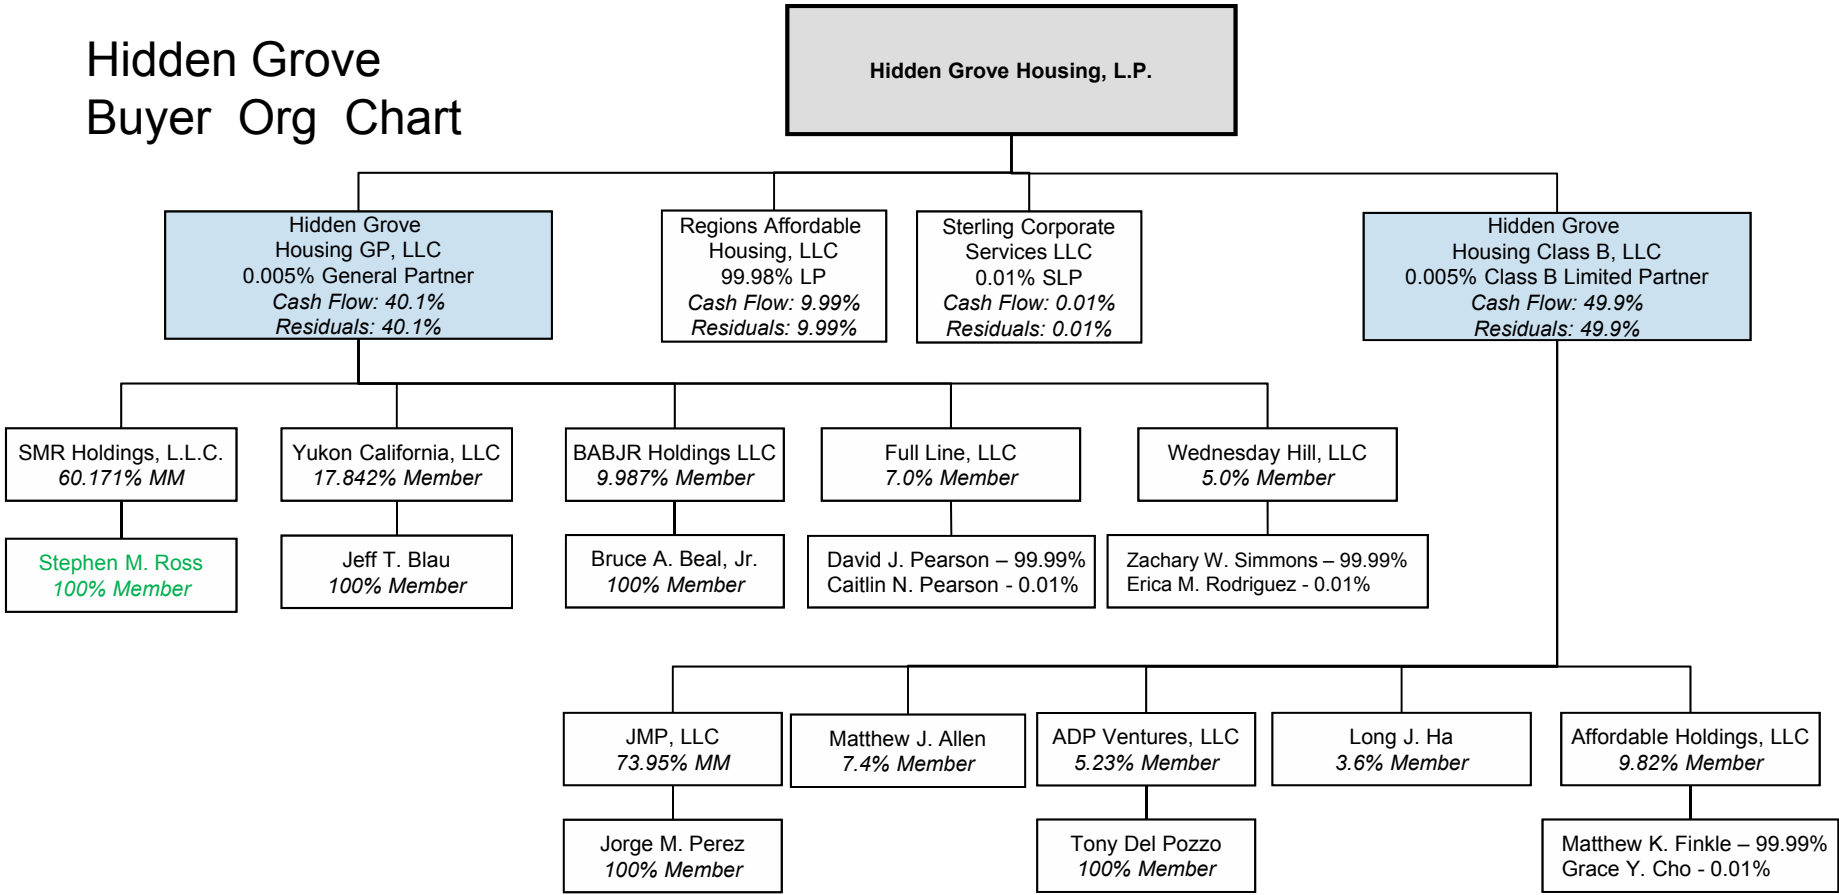 Hidden Grove
Buyer Org Chart
Hidden Grove Housing, L.P.
Hidden Grove
Housing GP, LLC
0.005% General Partner
Cash Flow: 40.1%
Residuals: 40.1%
Regions Affordable
Housing, LLC
99.98% LP
Cash Flow: 9.99%
Residuals: 9.99%
Sterling Corporate
Services LLC
0.01% SLP
Cash Flow: 0.01%
Residuals: 0.01%
Hidden Grove
Housing Class B, LLC
0.005% Class B Limited Partner
Cash Flow: 49.9%
Residuals: 49.9%
SMR Holdings, L.L.C.
60.171% MM
Yukon California, LLC
17.842% Member
BABJR Holdings LLC
9.987% Member
Full Line, LLC
7.0% Member
Wednesday Hill, LLC
5.0% Member
Stephen M. Ross
100% Member
Jeff T. Blau
100% Member
Bruce A. Beal, Jr.
100% Member
David J. Pearson – 99.99%
Caitlin N. Pearson - 0.01%
Zachary W. Simmons – 99.99%
Erica M. Rodriguez - 0.01%
JMP, LLC
73.95% MM
Matthew J. Allen
7.4% Member
ADP Ventures, LLC
5.23% Member
Long J. Ha
3.6% Member
Affordable Holdings, LLC
9.82% Member
Jorge M. Perez
100% Member
Tony Del Pozzo
100% Member
Matthew K. Finkle – 99.99%
Grace Y. Cho - 0.01%